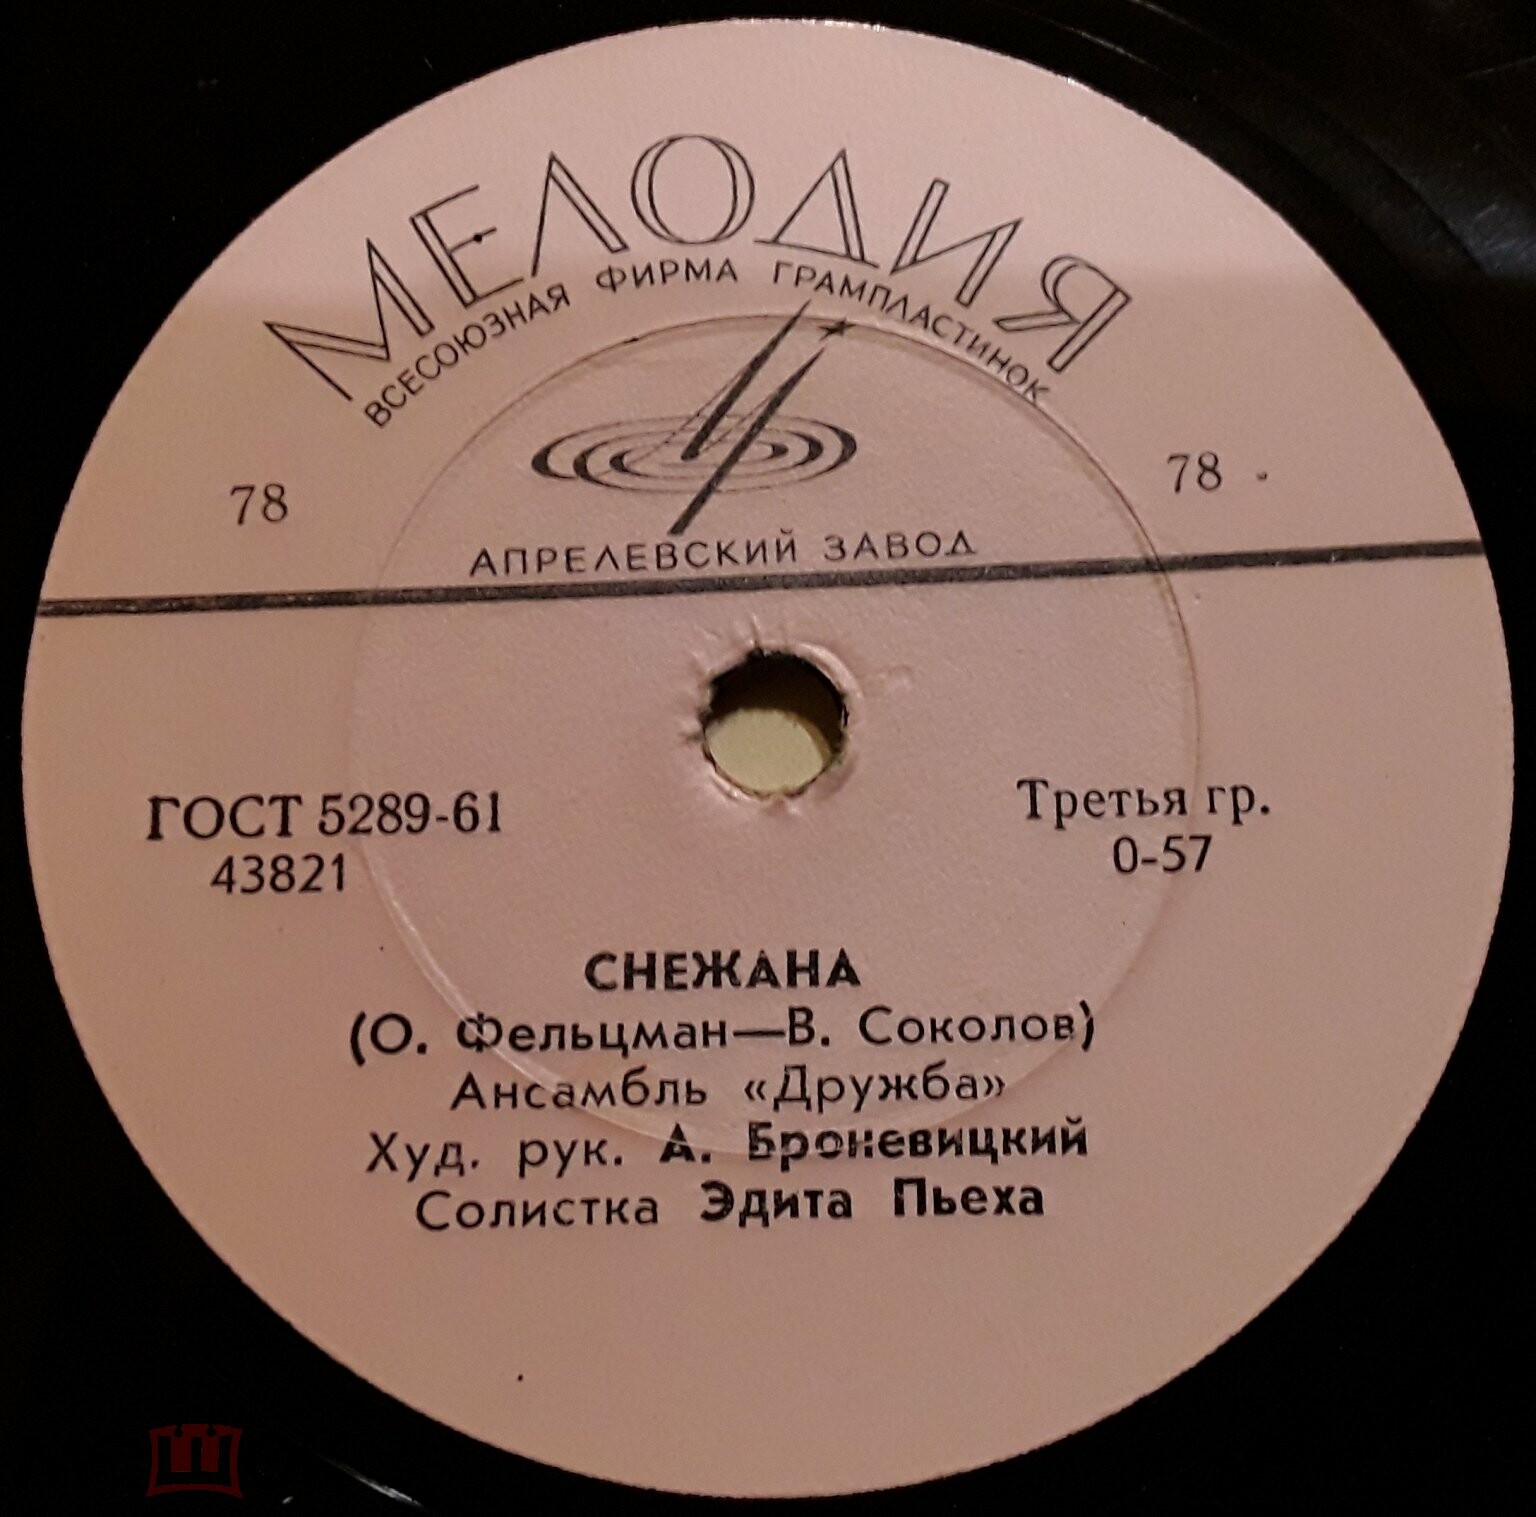 МЕЛОДИЯ
ВСЕСОЮЗНАЯ ФИРМА ГРАМПЛАСТИНОК
78 78
АПРЕЛЕВСКИЙ ЗАВОД
ГОСТ 5289-61 Третья гр.
43821 0-57
СНЕЖАНА
(О. Фельцман—В. Соколов)
Ансамбль «Дружба»
Худ. рук. А. Броневицкий
Солистка Эдита Пьеха